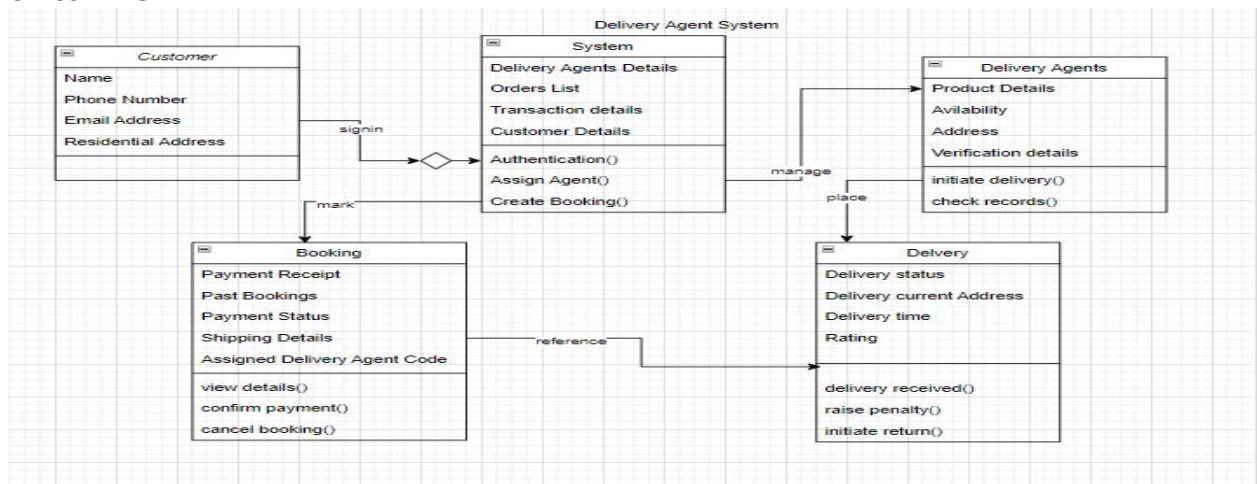 Delivery Agent System
Customer
Name
Phone Number
Email Address
Residential Address
signin
System
Delivery Agents Details
Orders List
Transaction details
Customer Details
Authentication()
Assign Agent()
Create Booking()
manage
Delivery Agents
Product Details
Avilability
Address
Verification details
initiate delivery()
check records()
mark
place
Booking
Payment Receipt
Past Bookings
Payment Status
Shipping Details
Assigned Delivery Agent Code
view details()
confirm payment()
cancel booking()
reference
Delvery
Delivery status
Delivery current Address
Delivery time
Rating
delivery received()
raise penalty()
initiate return()